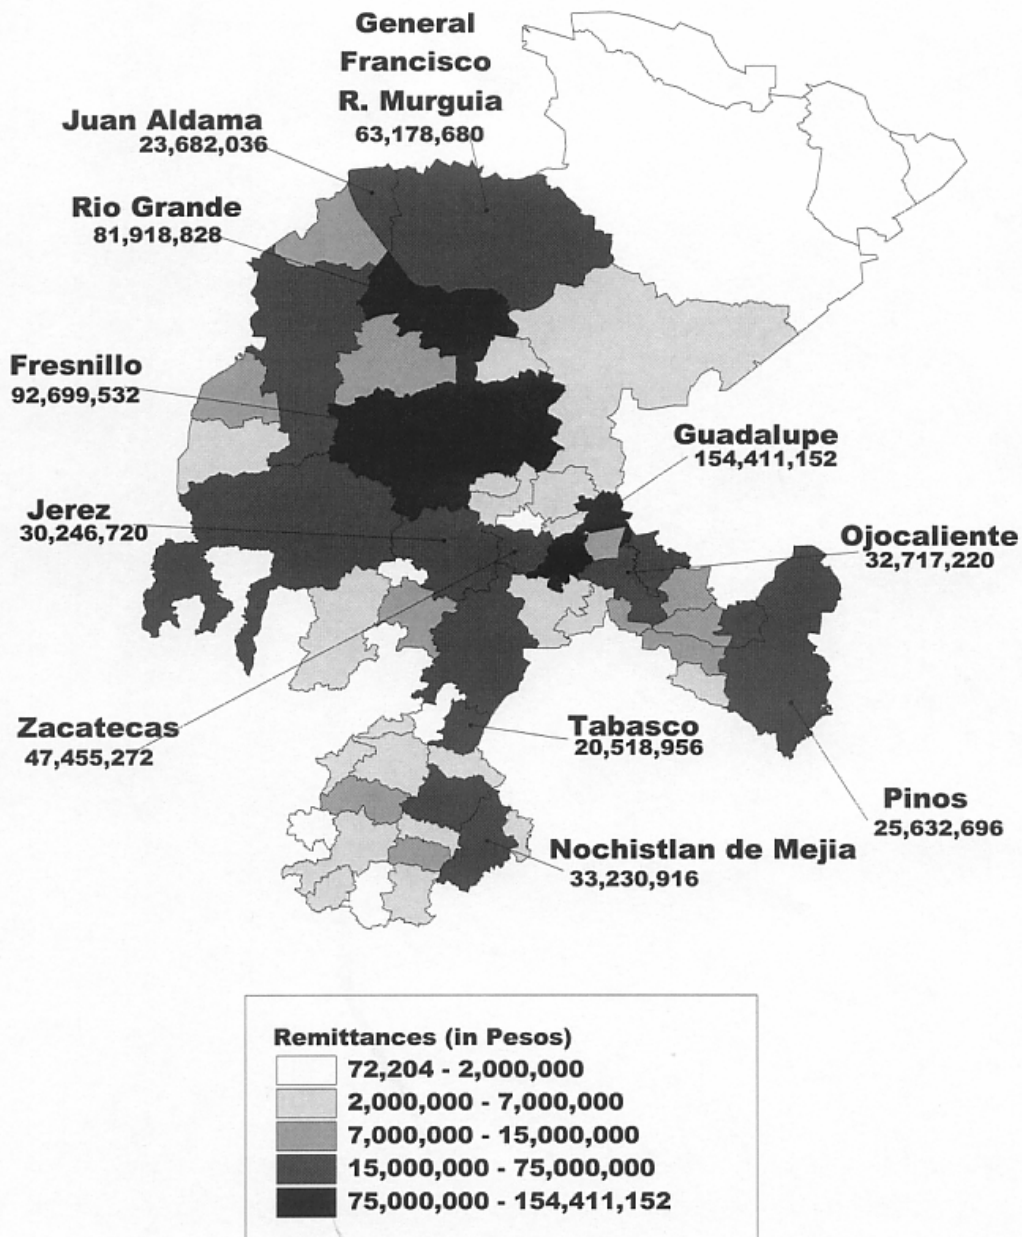 General
Francisco
R. Murguia
63,178,680
Juan Aldama
23,682,036
Rio Grande
81,918,828
Fresnillo
92,699,532
Guadalupe
154,411,152
Jerez
30,246,720
Ojocaliente
32,717,220
Zacatecas
47,455,272
Tabasco
20,518,956
Pinos
25,632,696
Nochistlan de Mejia
33,230,916
Remittances (in Pesos)
72,204 - 2,000,000
2,000,000 - 7,000,000
7,000,000 - 15,000,000
15,000,000 - 75,000,000
75,000,000 - 154,411,152